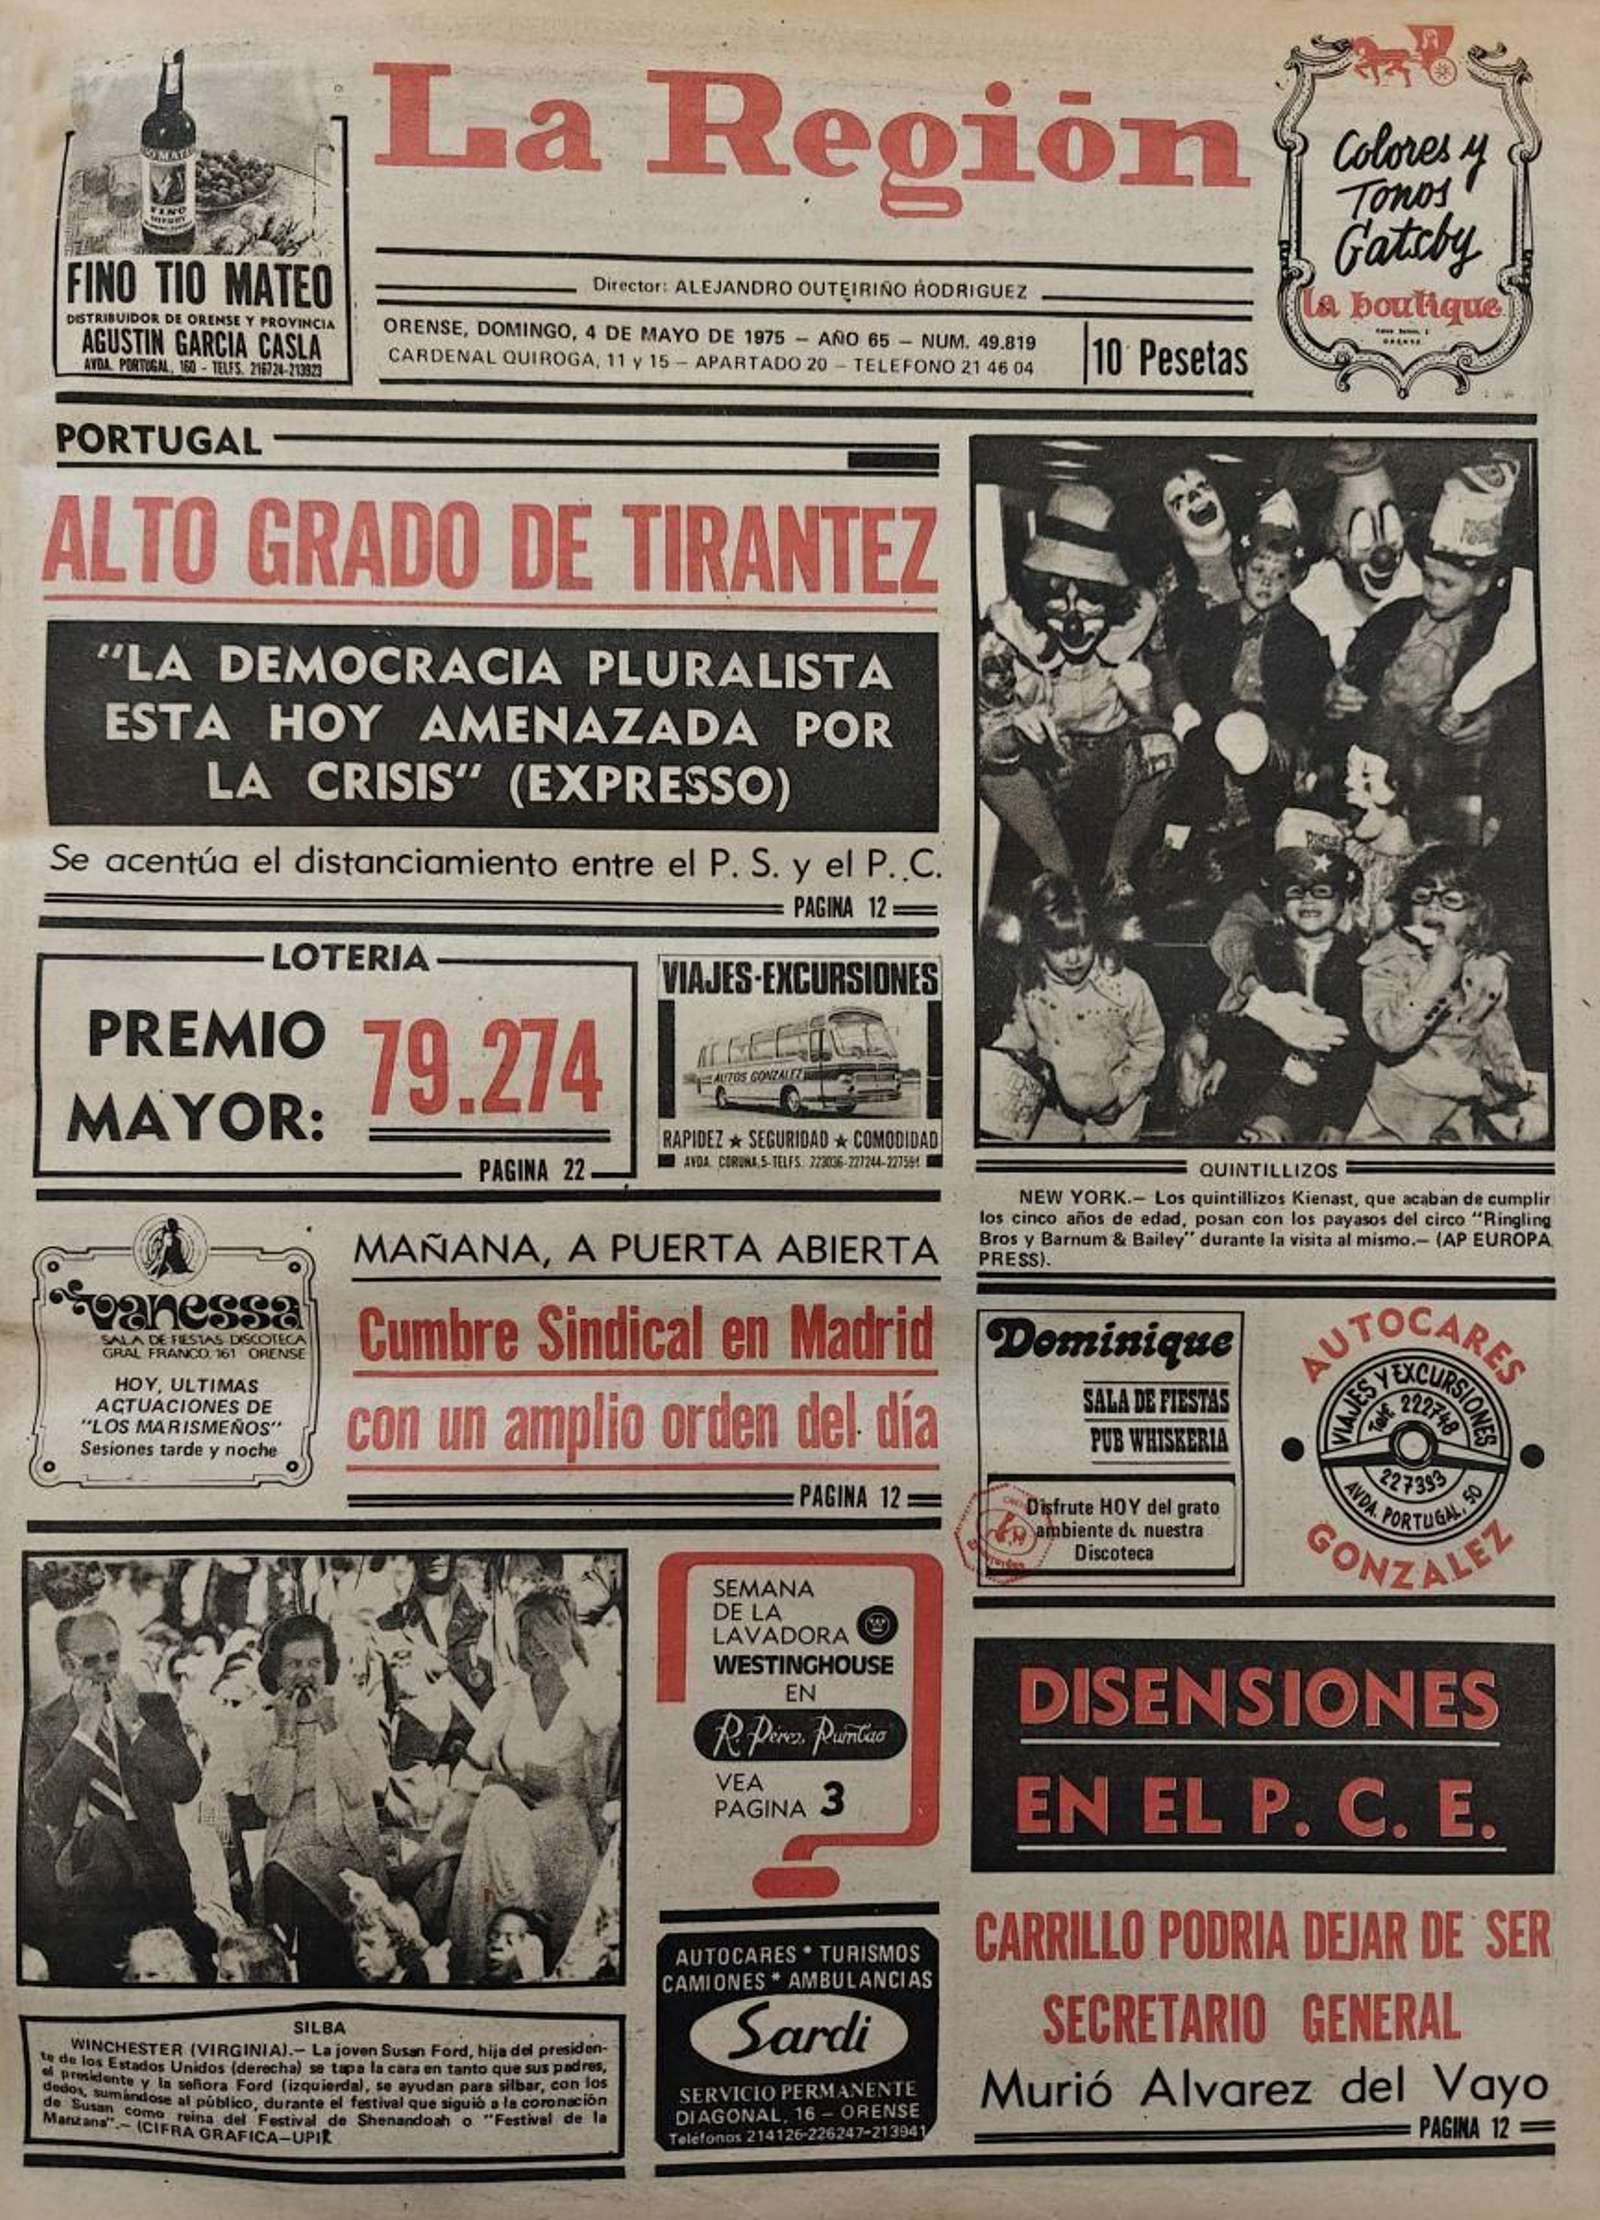 FINO TIO MATEO
DISTRIBUIDOR DE ORENSE Y PROVINCIA
AGUSTIN GARCIA CASLA
AVDA. PORTUGAL, 160 - TELFS. 216724-213923
La Región
Director: ALEJANDRO OUTEIRIÑO RODRIGUEZ
ORENSE, DOMINGO, 4 DE MAYO DE 1975 – AÑO 65 – NUM. 49.819
CARDENAL QUIROGA, 11 y 15 – APARTADO 20 – TELEFONO 21 46 04
10 Pesetas
Colores y
Tonos
Gatsby
la boutique
ORENSE
PORTUGAL
ALTO GRADO DE TIRANTEZ
"LA DEMOCRACIA PLURALISTA
ESTA HOY AMENAZADA POR
LA CRISIS" (EXPRESSO)
Se acentúa el distanciamiento entre el P. S. y el P. C.
PAGINA 12
LOTERIA
PREMIO
MAYOR:
79.274
PAGINA 22
VIAJES-EXCURSIONES
AUTOS GONZALEZ
RAPIDEZ ★ SEGURIDAD ★ COMODIDAD
AVDA. CORUÑA,5-TELFS. 223036-227244-227591
QUINTILLIZOS
NEW YORK.– Los quintillizos Kienast, que acaban de cumplir
los cinco años de edad, posan con los payasos del circo "Ringling
Bros y Barnum & Bailey" durante la visita al mismo.– (AP EUROPA
PRESS).
vanessa
SALA DE FIESTAS DISCOTECA
GRAL FRANCO, 161 ORENSE
HOY, ULTIMAS
ACTUACIONES DE
"LOS MARISMEÑOS"
Sesiones tarde y noche
MAÑANA, A PUERTA ABIERTA
Cumbre Sindical en Madrid
con un amplio orden del día
PAGINA 12
Dominique
SALA DE FIESTAS
PUB WHISKERIA
Disfrute HOY del grato
ambiente de nuestra
Discoteca
AUTOCARES
VIAJES Y EXCURSIONES
Telf. 222748
227393
AVDA. PORTUGAL, 50
GONZALEZ
SEMANA
DE LA
LAVADORA
WESTINGHOUSE
EN
R. Pérez Rumbao
VEA
PAGINA 3
AUTOCARES * TURISMOS
CAMIONES * AMBULANCIAS
Sardi
SERVICIO PERMANENTE
DIAGONAL, 16 – ORENSE
Teléfonos 214126-226247-213941
DISENSIONES
EN EL P. C. E.
CARRILLO PODRIA DEJAR DE SER
SECRETARIO GENERAL
Murió Alvarez del Vayo
PAGINA 12
SILBA
WINCHESTER (VIRGINIA).– La joven Susan Ford, hija del presiden-
te de los Estados Unidos (derecha) se tapa la cara en tanto que sus padres,
el presidente y la señora Ford (izquierda), se ayudan para silbar, con los
dedos, sumándose al público, durante el festival que siguió a la coronación
de Susan como reina del Festival de Shenandoah o "Festival de la
Manzana".– (CIFRA GRAFICA–UPI)